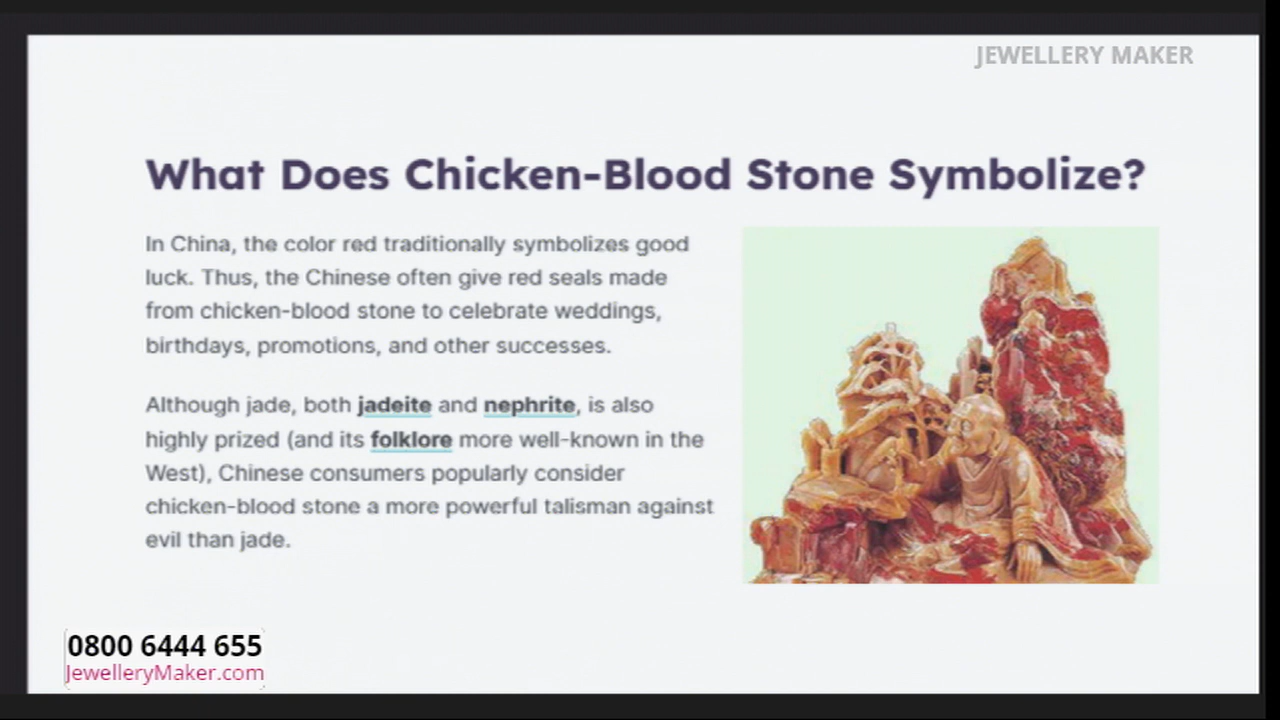 JEWELLERY MAKER
What Does Chicken-Blood Stone Symbolize?
In China, the color red traditionally symbolizes good
luck. Thus, the Chinese often give red seals made
from chicken-blood stone to celebrate weddings,
birthdays, promotions, and other successes.
Although jade, both jadeite and nephrite, is also
highly prized (and its folklore more well-known in the
West), Chinese consumers popularly consider
chicken-blood stone a more powerful talisman against
evil than jade.
0800 6444 655
JewelleryMaker.com